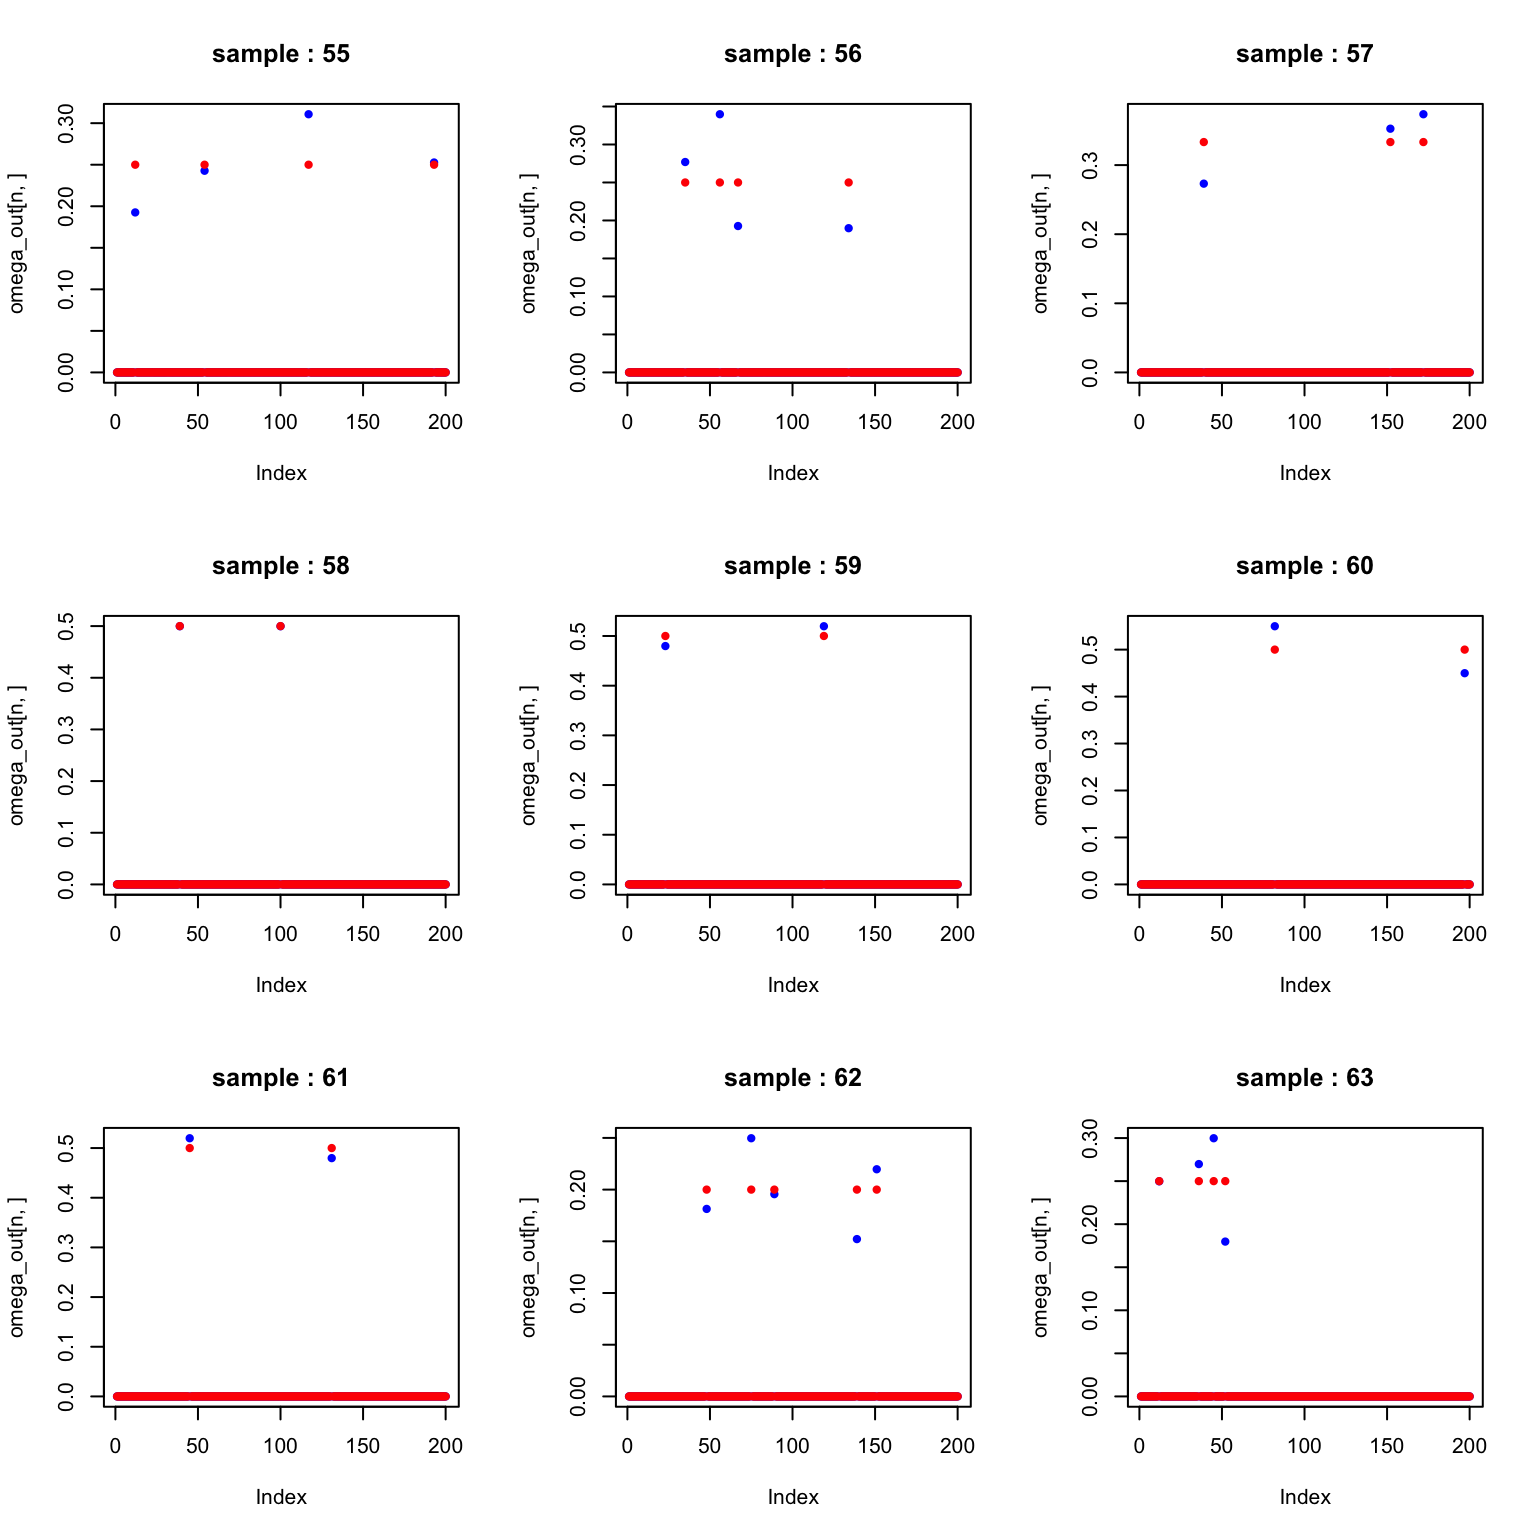 sample : 55
omega_out[n, ]
0.00 0.10 0.20 0.30
0 50 100 150 200
Index
sample : 56
omega_out[n, ]
0.00 0.10 0.20 0.30
0 50 100 150 200
Index
sample : 57
omega_out[n, ]
0.0 0.1 0.2 0.3
0 50 100 150 200
Index
sample : 58
omega_out[n, ]
0.0 0.1 0.2 0.3 0.4 0.5
0 50 100 150 200
Index
sample : 59
omega_out[n, ]
0.0 0.1 0.2 0.3 0.4 0.5
0 50 100 150 200
Index
sample : 60
omega_out[n, ]
0.0 0.1 0.2 0.3 0.4 0.5
0 50 100 150 200
Index
sample : 61
omega_out[n, ]
0.0 0.1 0.2 0.3 0.4 0.5
0 50 100 150 200
Index
sample : 62
omega_out[n, ]
0.00 0.10 0.20
0 50 100 150 200
Index
sample : 63
omega_out[n, ]
0.00 0.10 0.20 0.30
0 50 100 150 200
Index